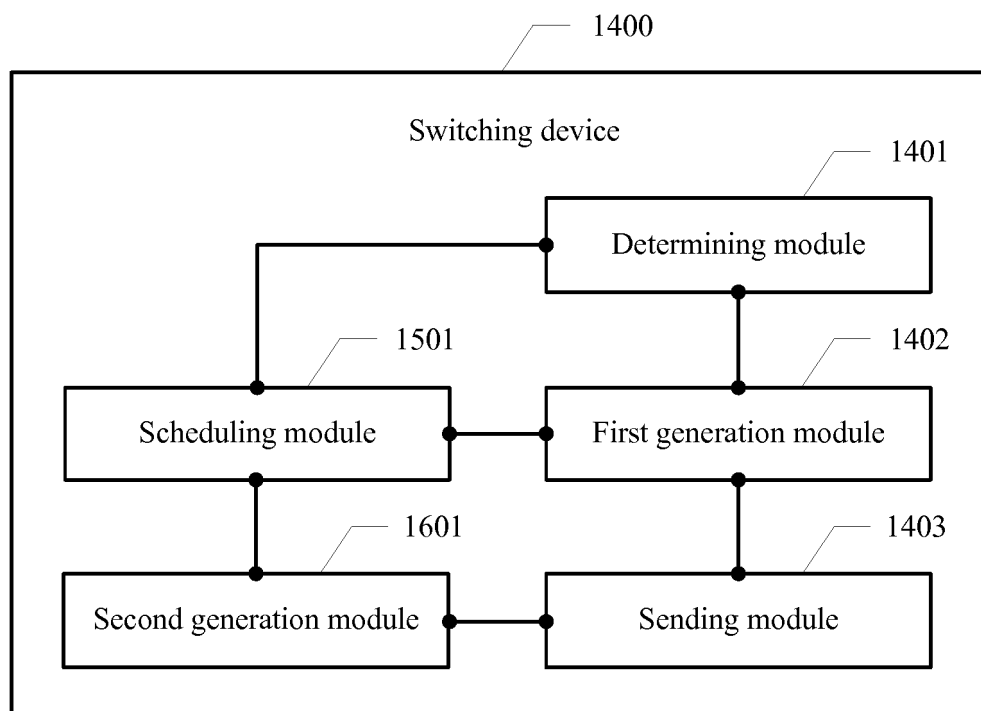 1400
Switching device
1401
Determining module
1501
1402
Scheduling module
First generation module
1601
1403
Second generation module
Sending module